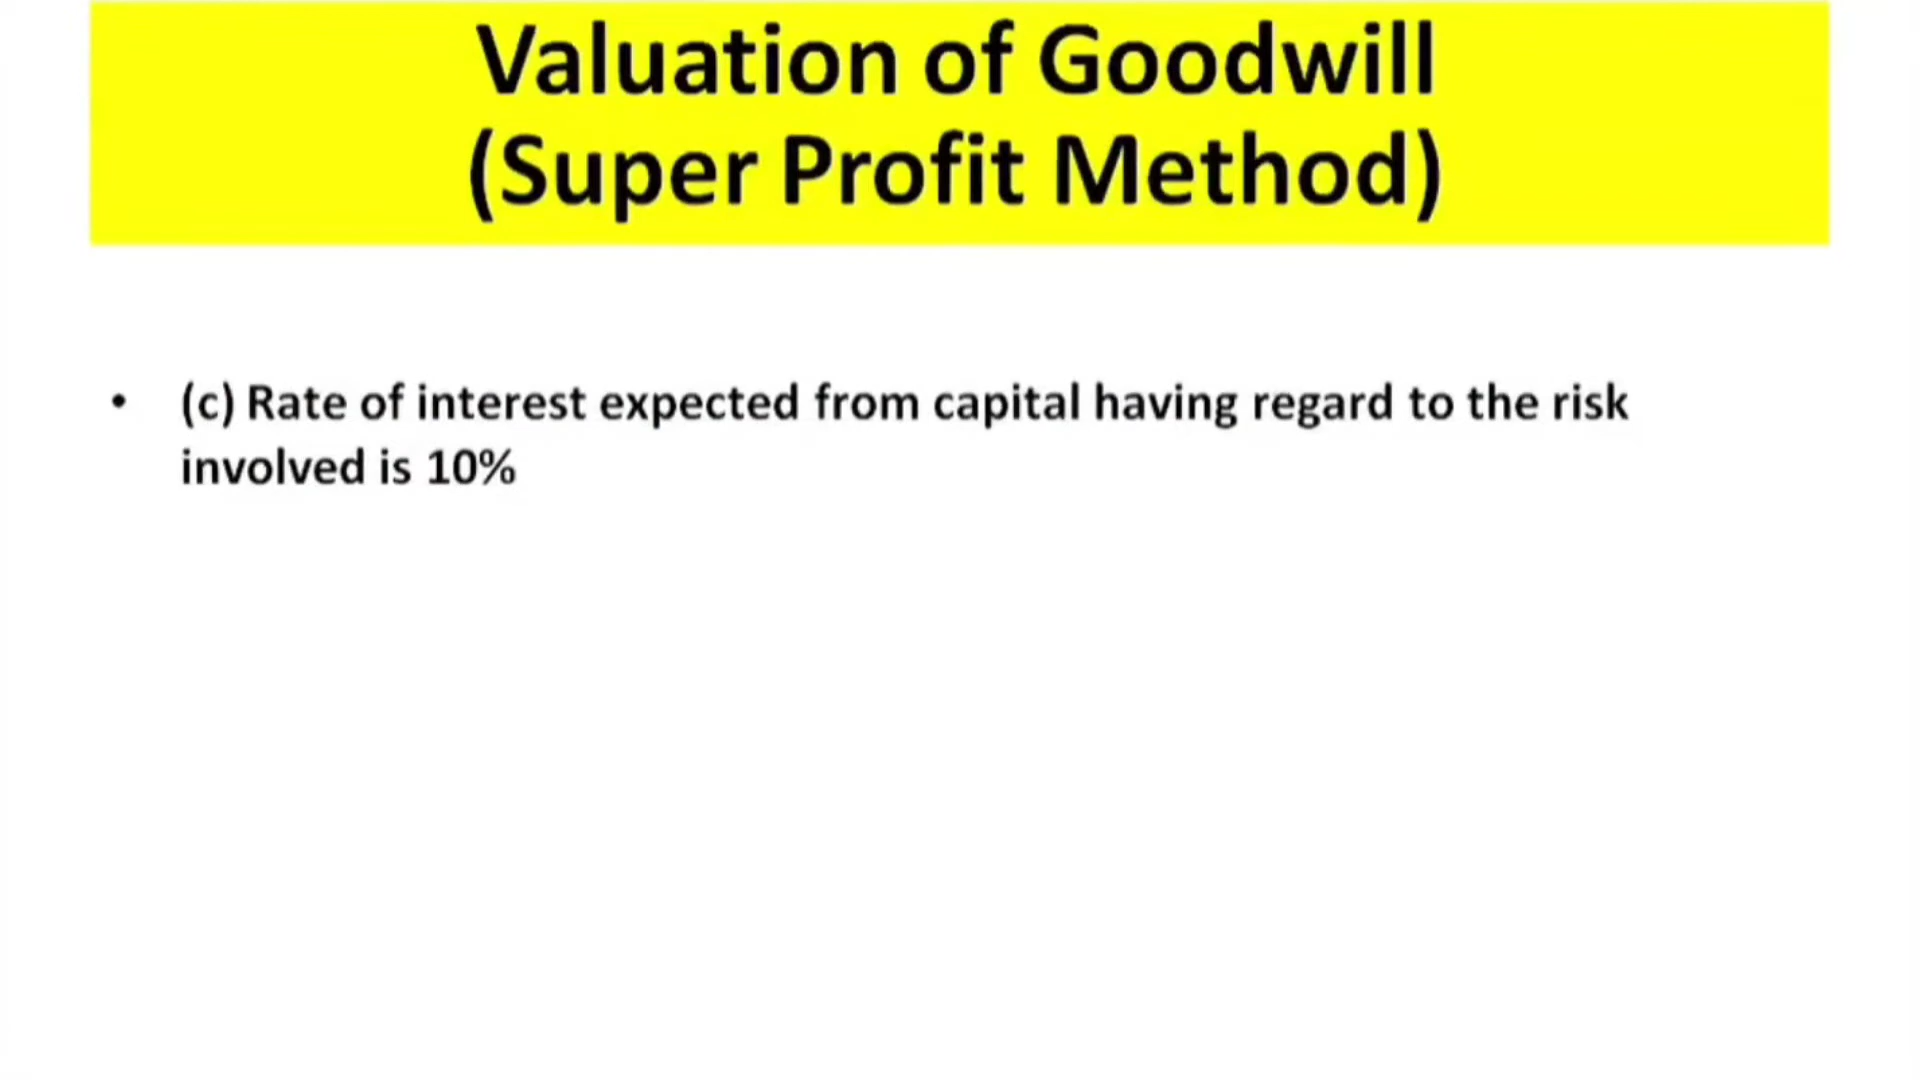 Valuation of Goodwill
(Super Profit Method)
• (c) Rate of interest expected from capital having regard to the risk
involved is 10%